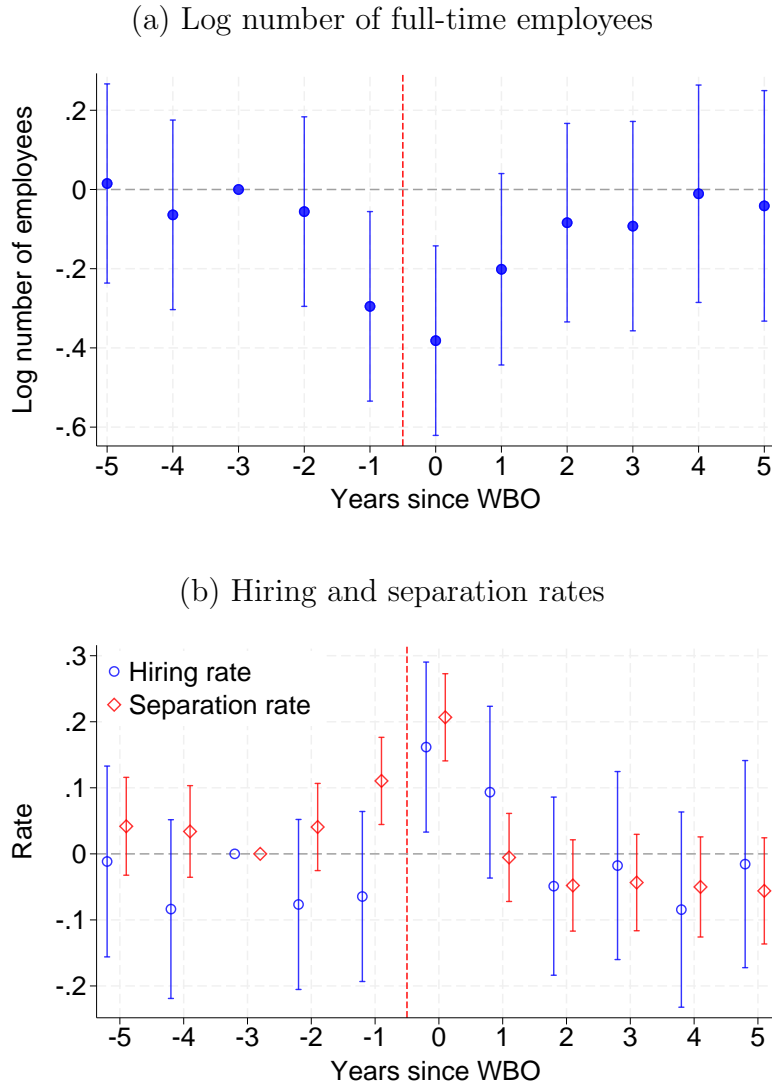 (a) Log number of full-time employees
.2
0
-.2
-.4
-.6
Log number of employees
-5 -4 -3 -2 -1 0 1 2 3 4 5
Years since WBO
(b) Hiring and separation rates
Hiring rate
Separation rate
.3
.2
.1
0
-.1
-.2
Rate
-5 -4 -3 -2 -1 0 1 2 3 4 5
Years since WBO